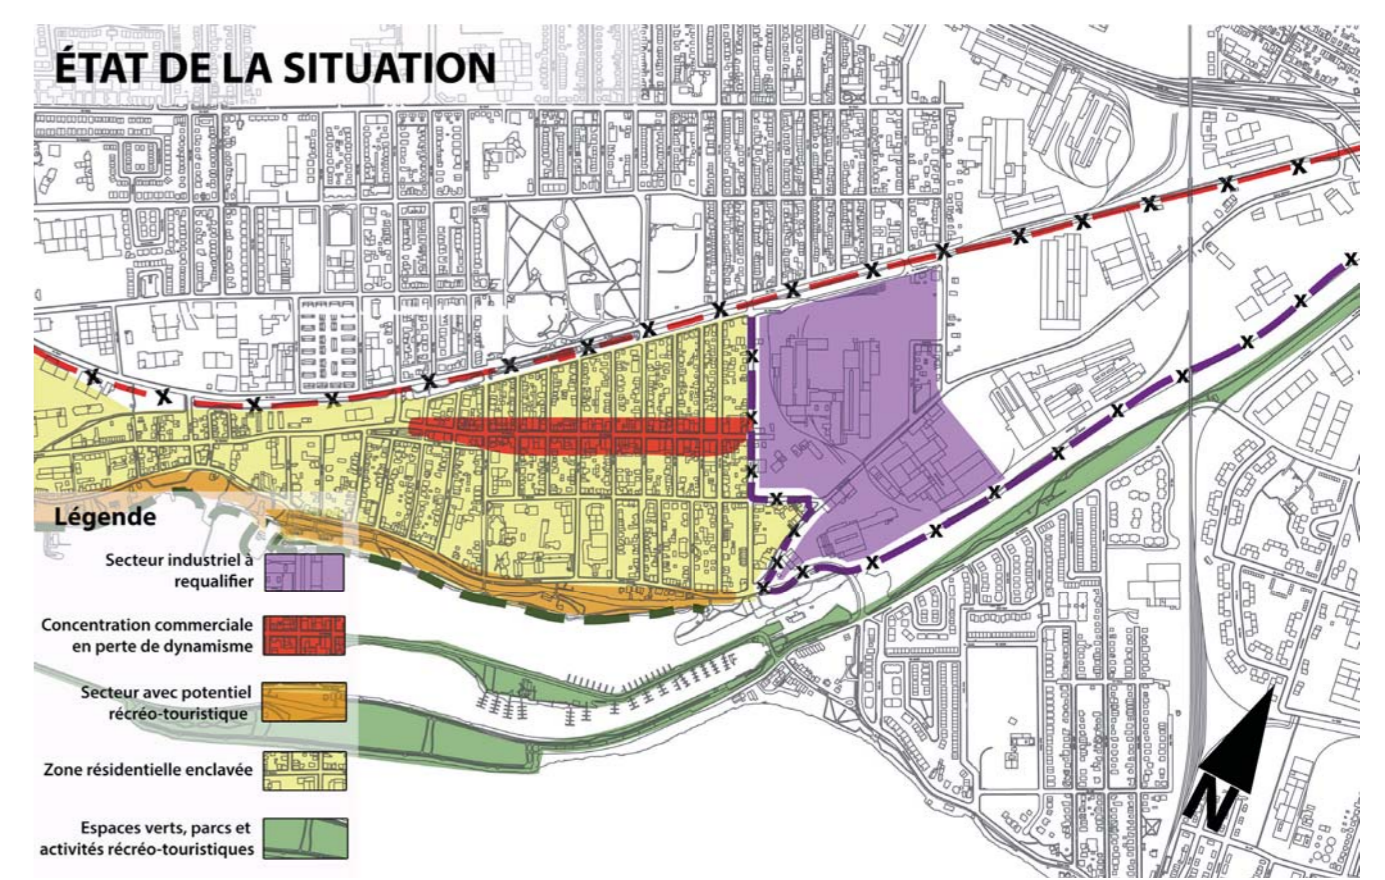 ÉTAT DE LA SITUATION
Légende
Secteur industriel à
requalifier
Concentration commerciale
en perte de dynamisme
Secteur avec potentiel
récréo-touristique
Zone résidentielle enclavée
Espaces verts, parcs et
activités récréo-touristiques
N